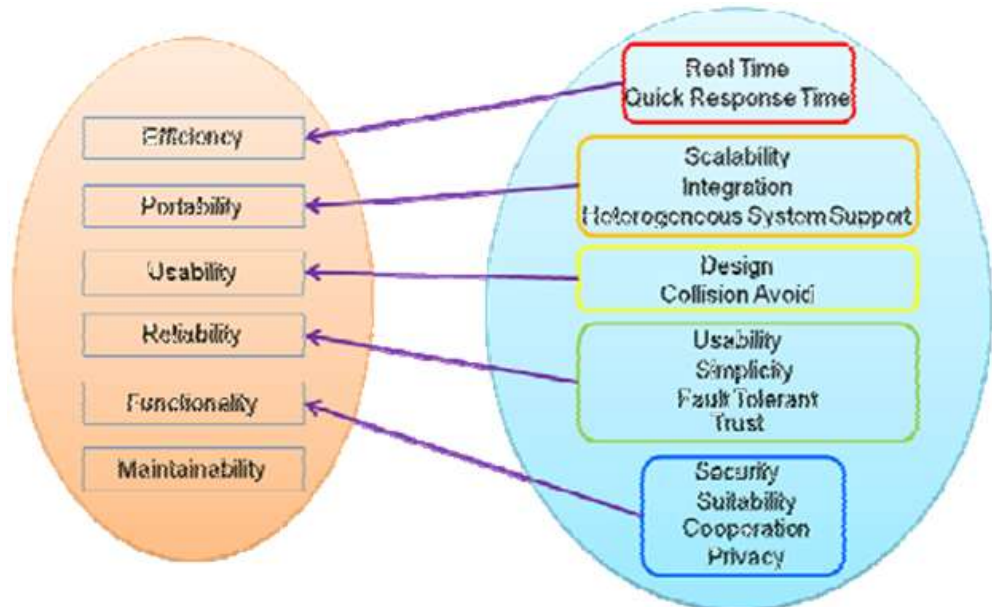 Efficiency
Portability
Usability
Reliability
Functionality
Maintainability
Real Time
Quick Response Time
Scalability
Integration
Heterogeneous System Support
Design
Collision Avoid
Usability
Simplicity
Fault Tolerant
Trust
Security
Suitability
Cooperation
Privacy